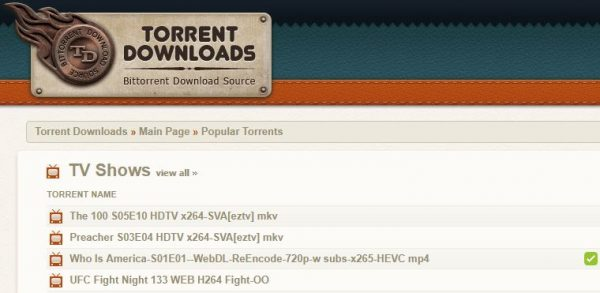 BITTORRENT DOWNLOAD SOURCE
TD
TORRENT
DOWNLOADS
Bittorrent Download Source
Torrent Downloads » Main Page » Popular Torrents
TV Shows view all »
TORRENT NAME
The 100 S05E10 HDTV x264-SVA[eztv] mkv
Preacher S03E04 HDTV x264-SVA[eztv] mkv
Who Is America-S01E01--WebDL-ReEncode-720p-w subs-x265-HEVC mp4
UFC Fight Night 133 WEB H264 Fight-OO